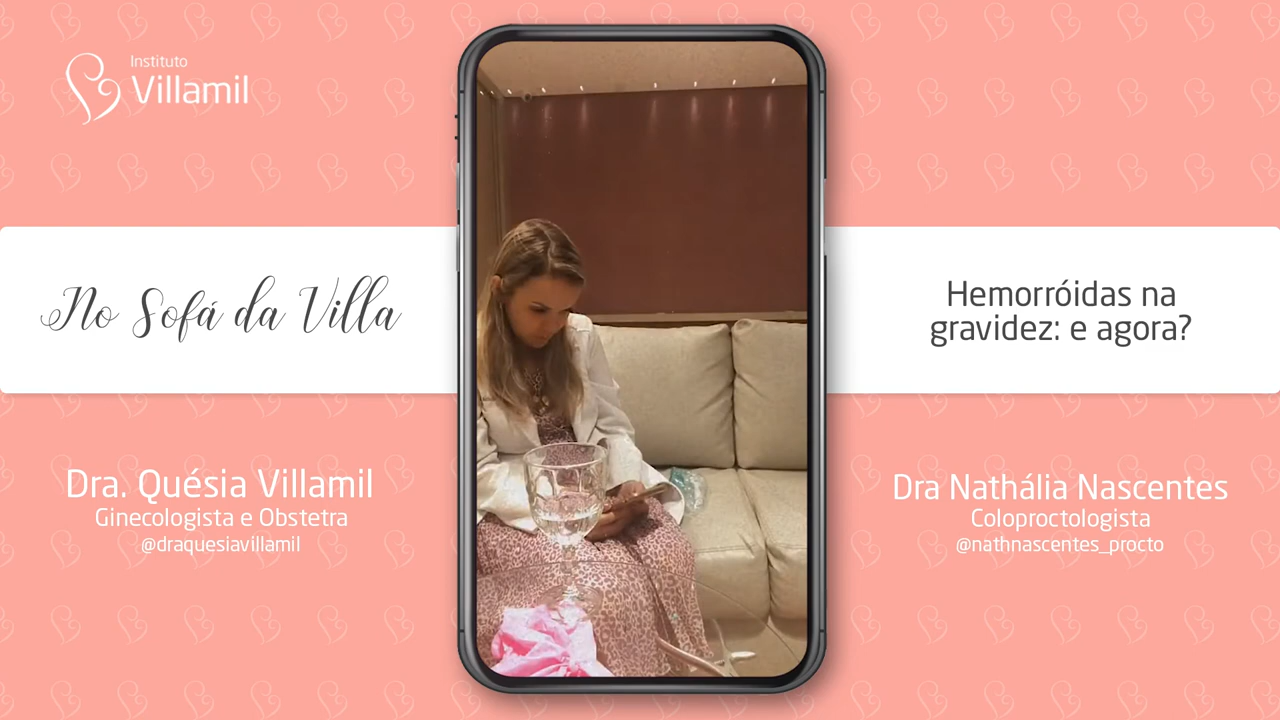 Instituto
Villamil
No Sofá da Villa
Dra. Quésia Villamil
Ginecologista e Obstetra
@draquesiavillamil
Hemorróidas na
gravidez: e agora?
Dra Nathália Nascentes
Coloproctologista
@nathnascentes_procto